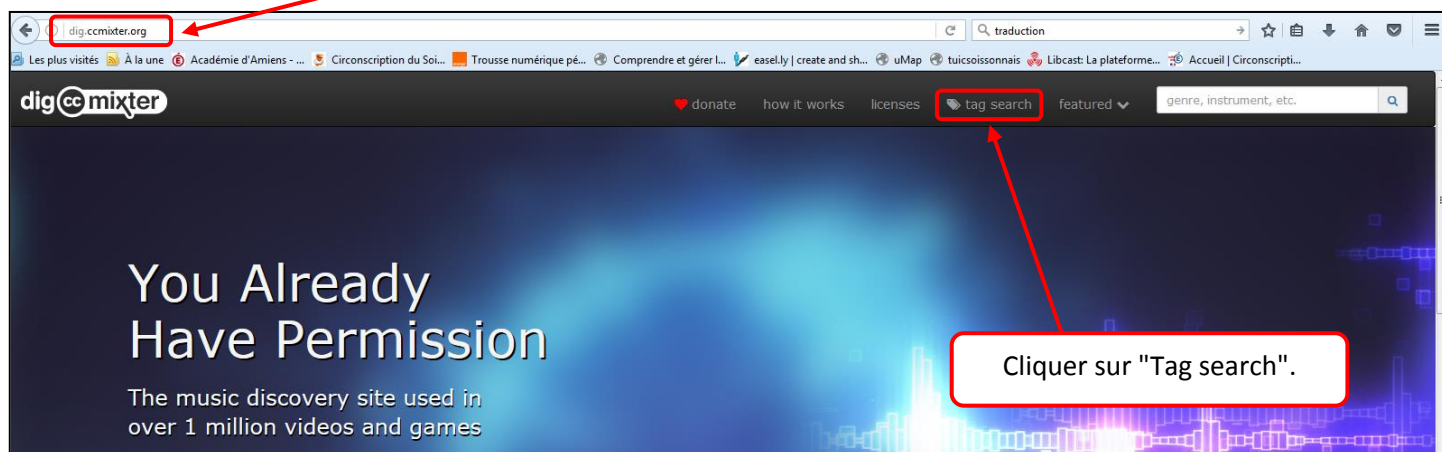 dig.ccmixter.org
traduction
Les plus visités À la une Académie d'Amiens - ... Circonscription du Soi... Trousse numérique pé... Comprendre et gérer l... easel.ly | create and sh... uMap tuicsoissonnais Libcast: La plateforme... Accueil | Circonscripti...
dig cc mixter donate how it works licenses tag search featured genre, instrument, etc.
You Already
Have Permission
Cliquer sur "Tag search".
The music discovery site used in
over 1 million videos and games